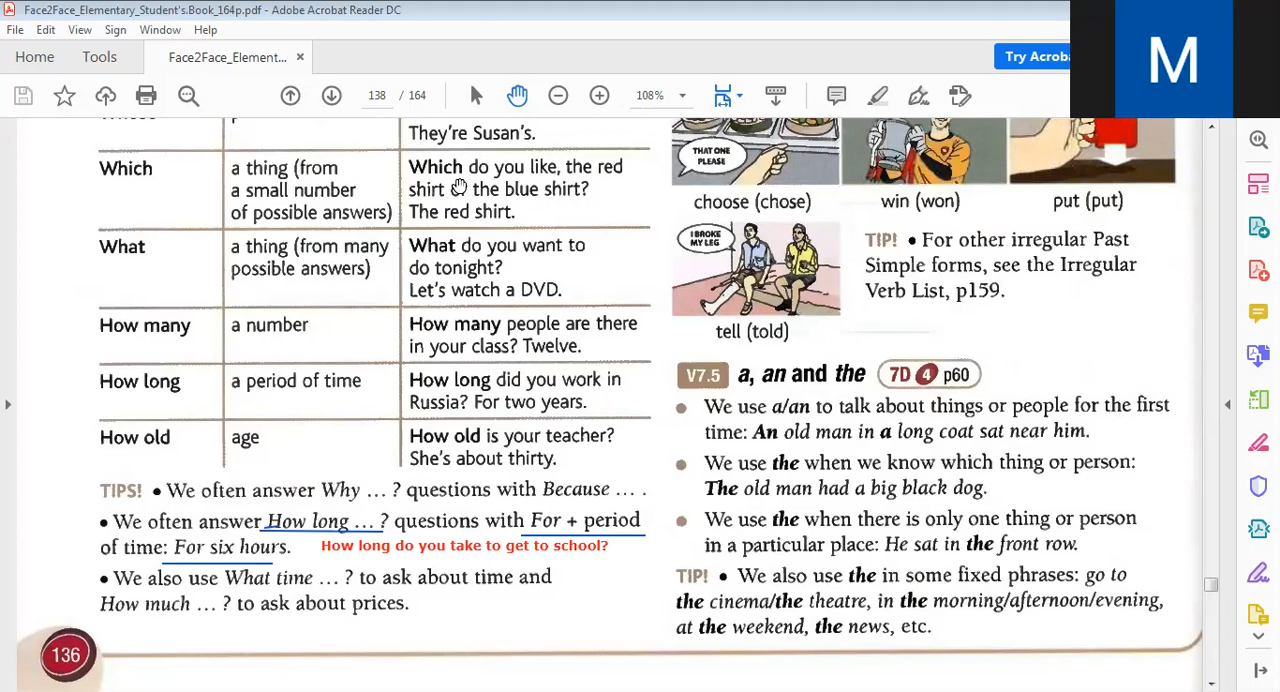 Face2Face_Elementary_Student's.Book_164p.pdf - Adobe Acrobat Reader DC
File Edit View Sign Window Help
Home Tools Face2Face_Element... × Try Acroba
138 / 164 108%
M
They're Susan's.
Which a thing (from a small number of possible answers) Which do you like, the red shirt the blue shirt? The red shirt.
What a thing (from many possible answers) What do you want to do tonight? Let's watch a DVD.
How many a number How many people are there in your class? Twelve.
How long a period of time How long did you work in Russia? For two years.
How old age How old is your teacher? She's about thirty.
TIPS! • We often answer Why ... ? questions with Because ... .
• We often answer How long ... ? questions with For + period
of time: For six hours. How long do you take to get to school?
• We also use What time ... ? to ask about time and
How much ... ? to ask about prices.
136
THAT ONE
PLEASE
choose (chose) win (won) put (put)
I BROKE
MY LEG
tell (told)
TIP! • For other irregular Past
Simple forms, see the Irregular
Verb List, p159.
V7.5 a, an and the 7D 4 p60
• We use a/an to talk about things or people for the first
time: An old man in a long coat sat near him.
• We use the when we know which thing or person:
The old man had a big black dog.
• We use the when there is only one thing or person
in a particular place: He sat in the front row.
TIP! • We also use the in some fixed phrases: go to
the cinema/the theatre, in the morning/afternoon/evening,
at the weekend, the news, etc.